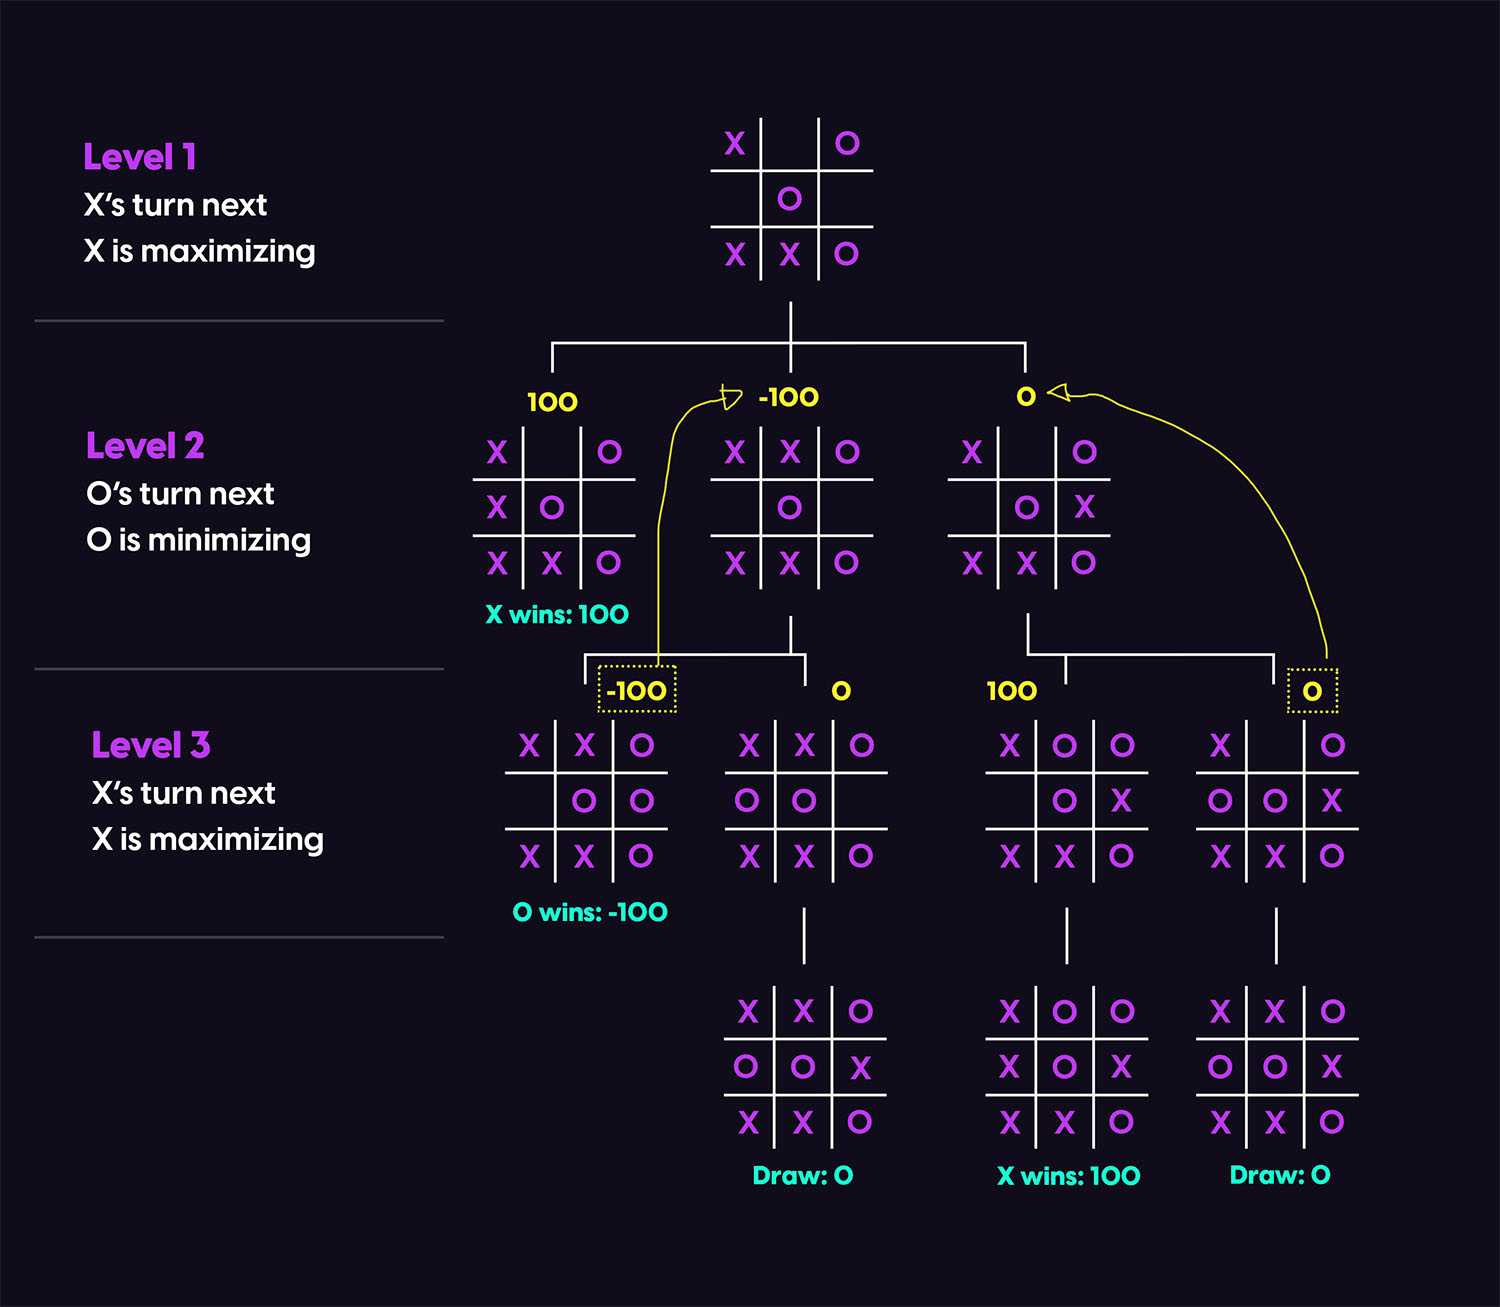 Level 1
X's turn next
X is maximizing
X O
O
X X O
100 -100 0
Level 2
O's turn next
O is minimizing
X O
X O
X X O
X wins: 100
X X O
O
X X O
X O
O X
X X O
-100 0 100 0
Level 3
X's turn next
X is maximizing
X X O
O O
X X O
O wins: -100
X X O
O O
X X O
X O O
O X
X X O
X O
O O X
X X O
X X O
O O X
X X O
Draw: 0
X O O
X O X
X X O
X wins: 100
X X O
O O X
X X O
Draw: 0